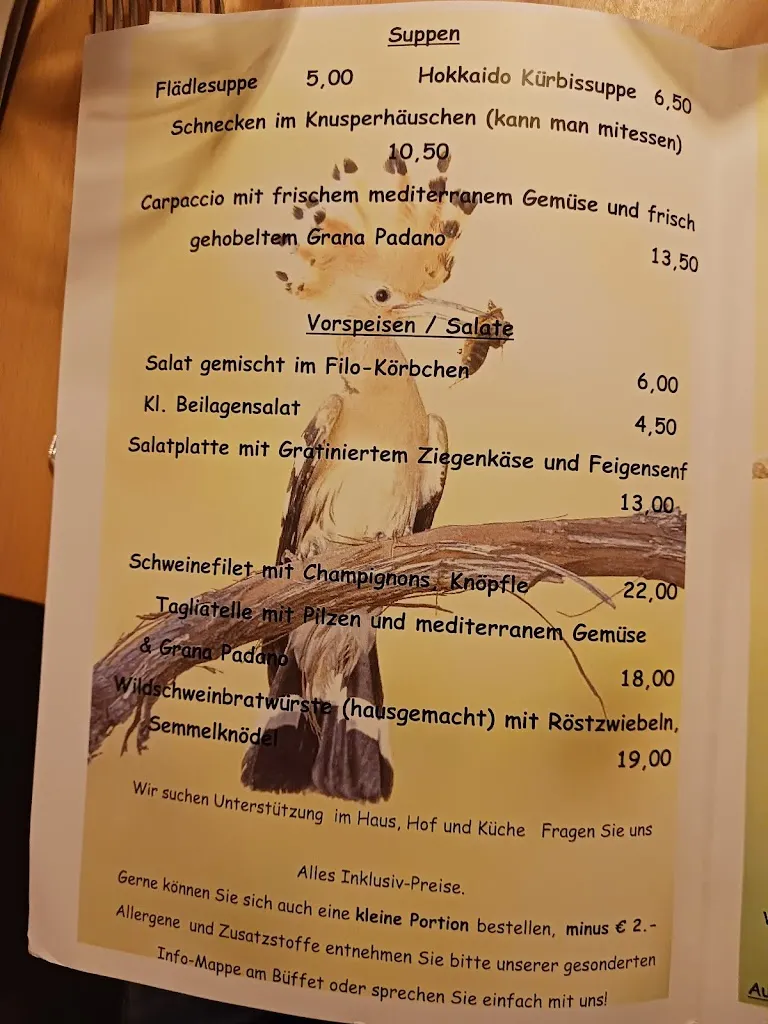 Suppen
Flädlesuppe 5,00 Hokkaido Kürbissuppe 6,50
Schnecken im Knusperhäuschen (kann man mitessen)
10,50
Carpaccio mit frischem mediterranem Gemüse und frisch
gehobeltem Grana Padano
13,50
Vorspeisen / Salate
Salat gemischt im Filo-Körbchen 6,00
Kl. Beilagensalat 4,50
Salatplatte mit Gratiniertem Ziegenkäse und Feigensenf
13,00
Schweinefilet mit Champignons, Knöpfle 22,00
Tagliatelle mit Pilzen und mediterranem Gemüse
& Grana Padano 18,00
Wildschweinbratwürste (hausgemacht) mit Röstzwiebeln,
Semmelknödel 19,00
Wir suchen Unterstützung im Haus, Hof und Küche Fragen Sie uns
Alles Inklusiv-Preise.
Gerne können Sie sich auch eine kleine Portion bestellen, minus € 2.-
Allergene und Zusatzstoffe entnehmen Sie bitte unserer gesonderten
Info-Mappe am Büffet oder sprechen Sie einfach mit uns!